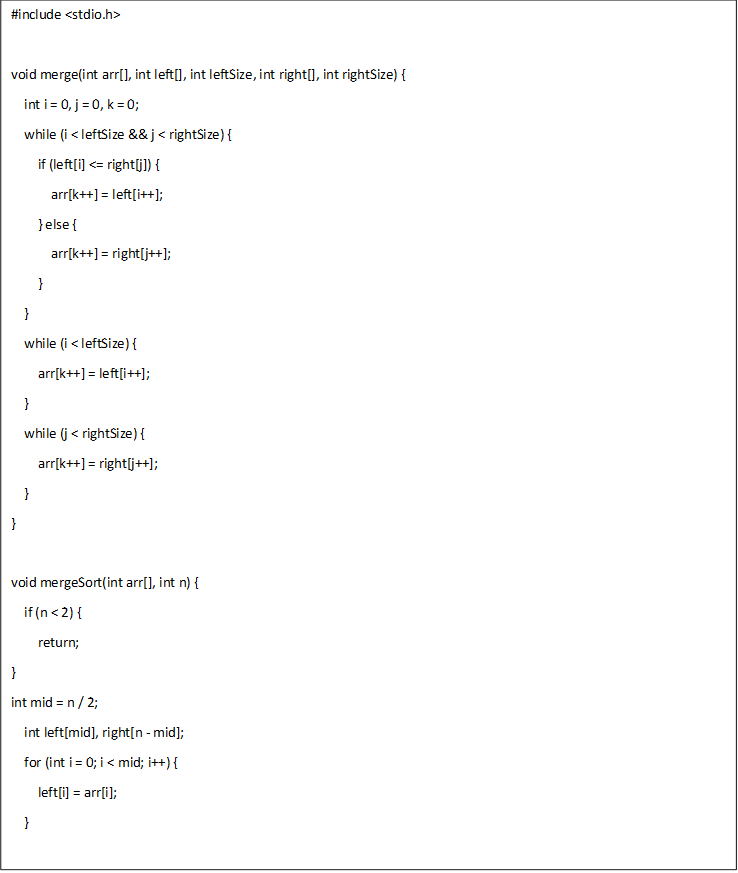 #include <stdio.h>
void merge(int arr[], int left[], int leftSize, int right[], int rightSize) {
int i = 0, j = 0, k = 0;
while (i < leftSize && j < rightSize) {
if (left[i] <= right[j]) {
arr[k++] = left[i++];
} else {
arr[k++] = right[j++];
}
}
while (i < leftSize) {
arr[k++] = left[i++];
}
while (j < rightSize) {
arr[k++] = right[j++];
}
}
void mergeSort(int arr[], int n) {
if (n < 2) {
return;
}
int mid = n / 2;
int left[mid], right[n - mid];
for (int i = 0; i < mid; i++) {
left[i] = arr[i];
}